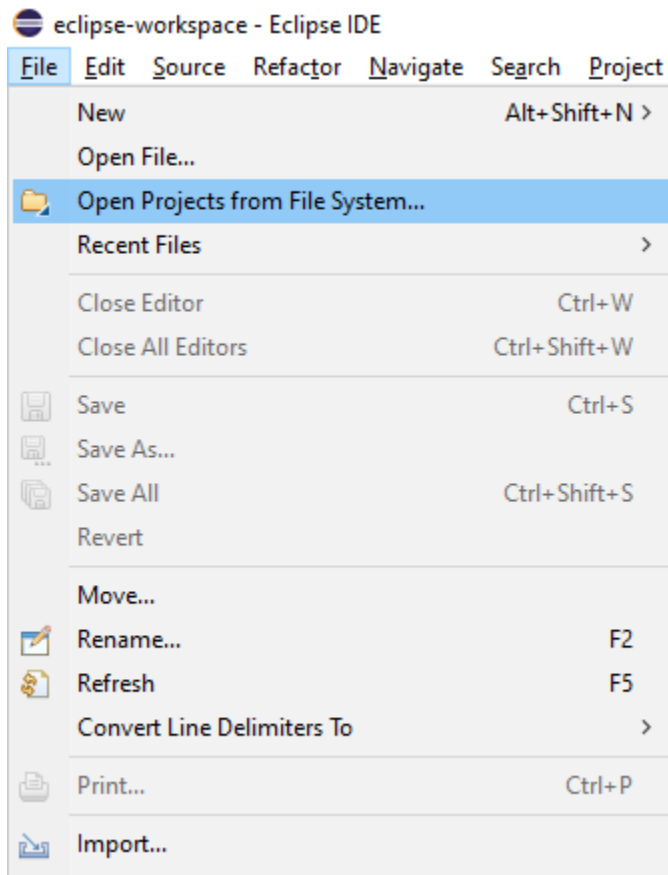 eclipse-workspace - Eclipse IDE
File Edit Source Refactor Navigate Search Project
New Alt+Shift+N >
Open File...
Open Projects from File System...
Recent Files >
Close Editor Ctrl+W
Close All Editors Ctrl+Shift+W
Save Ctrl+S
Save As...
Save All Ctrl+Shift+S
Revert
Move...
Rename... F2
Refresh F5
Convert Line Delimiters To >
Print... Ctrl+P
Import...